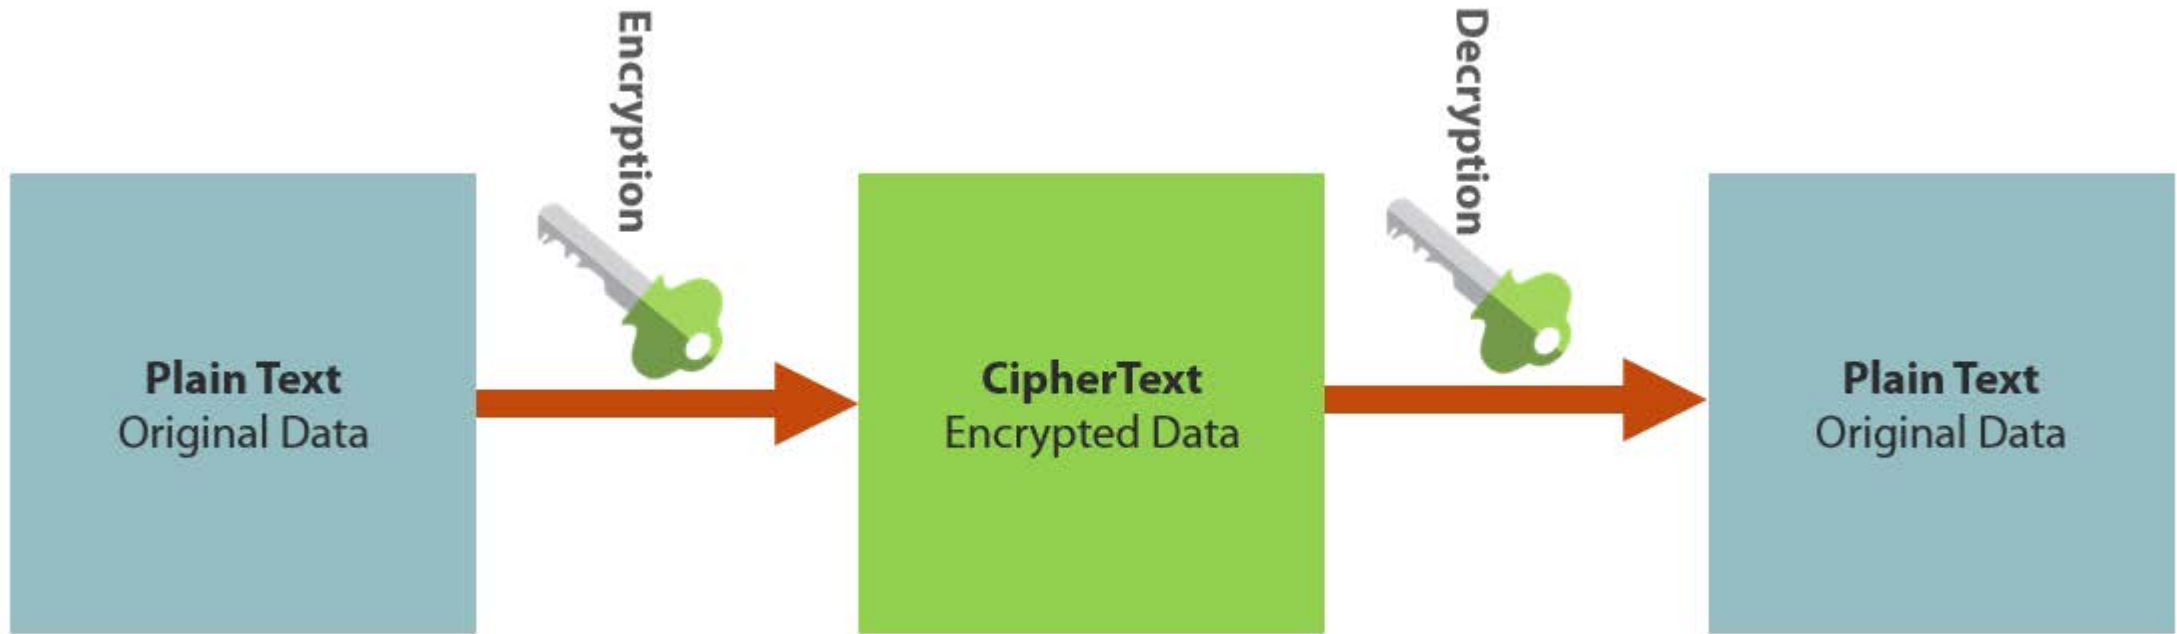 Encryption
Decryption
Plain Text
Original Data
CipherText
Encrypted Data
Plain Text
Original Data